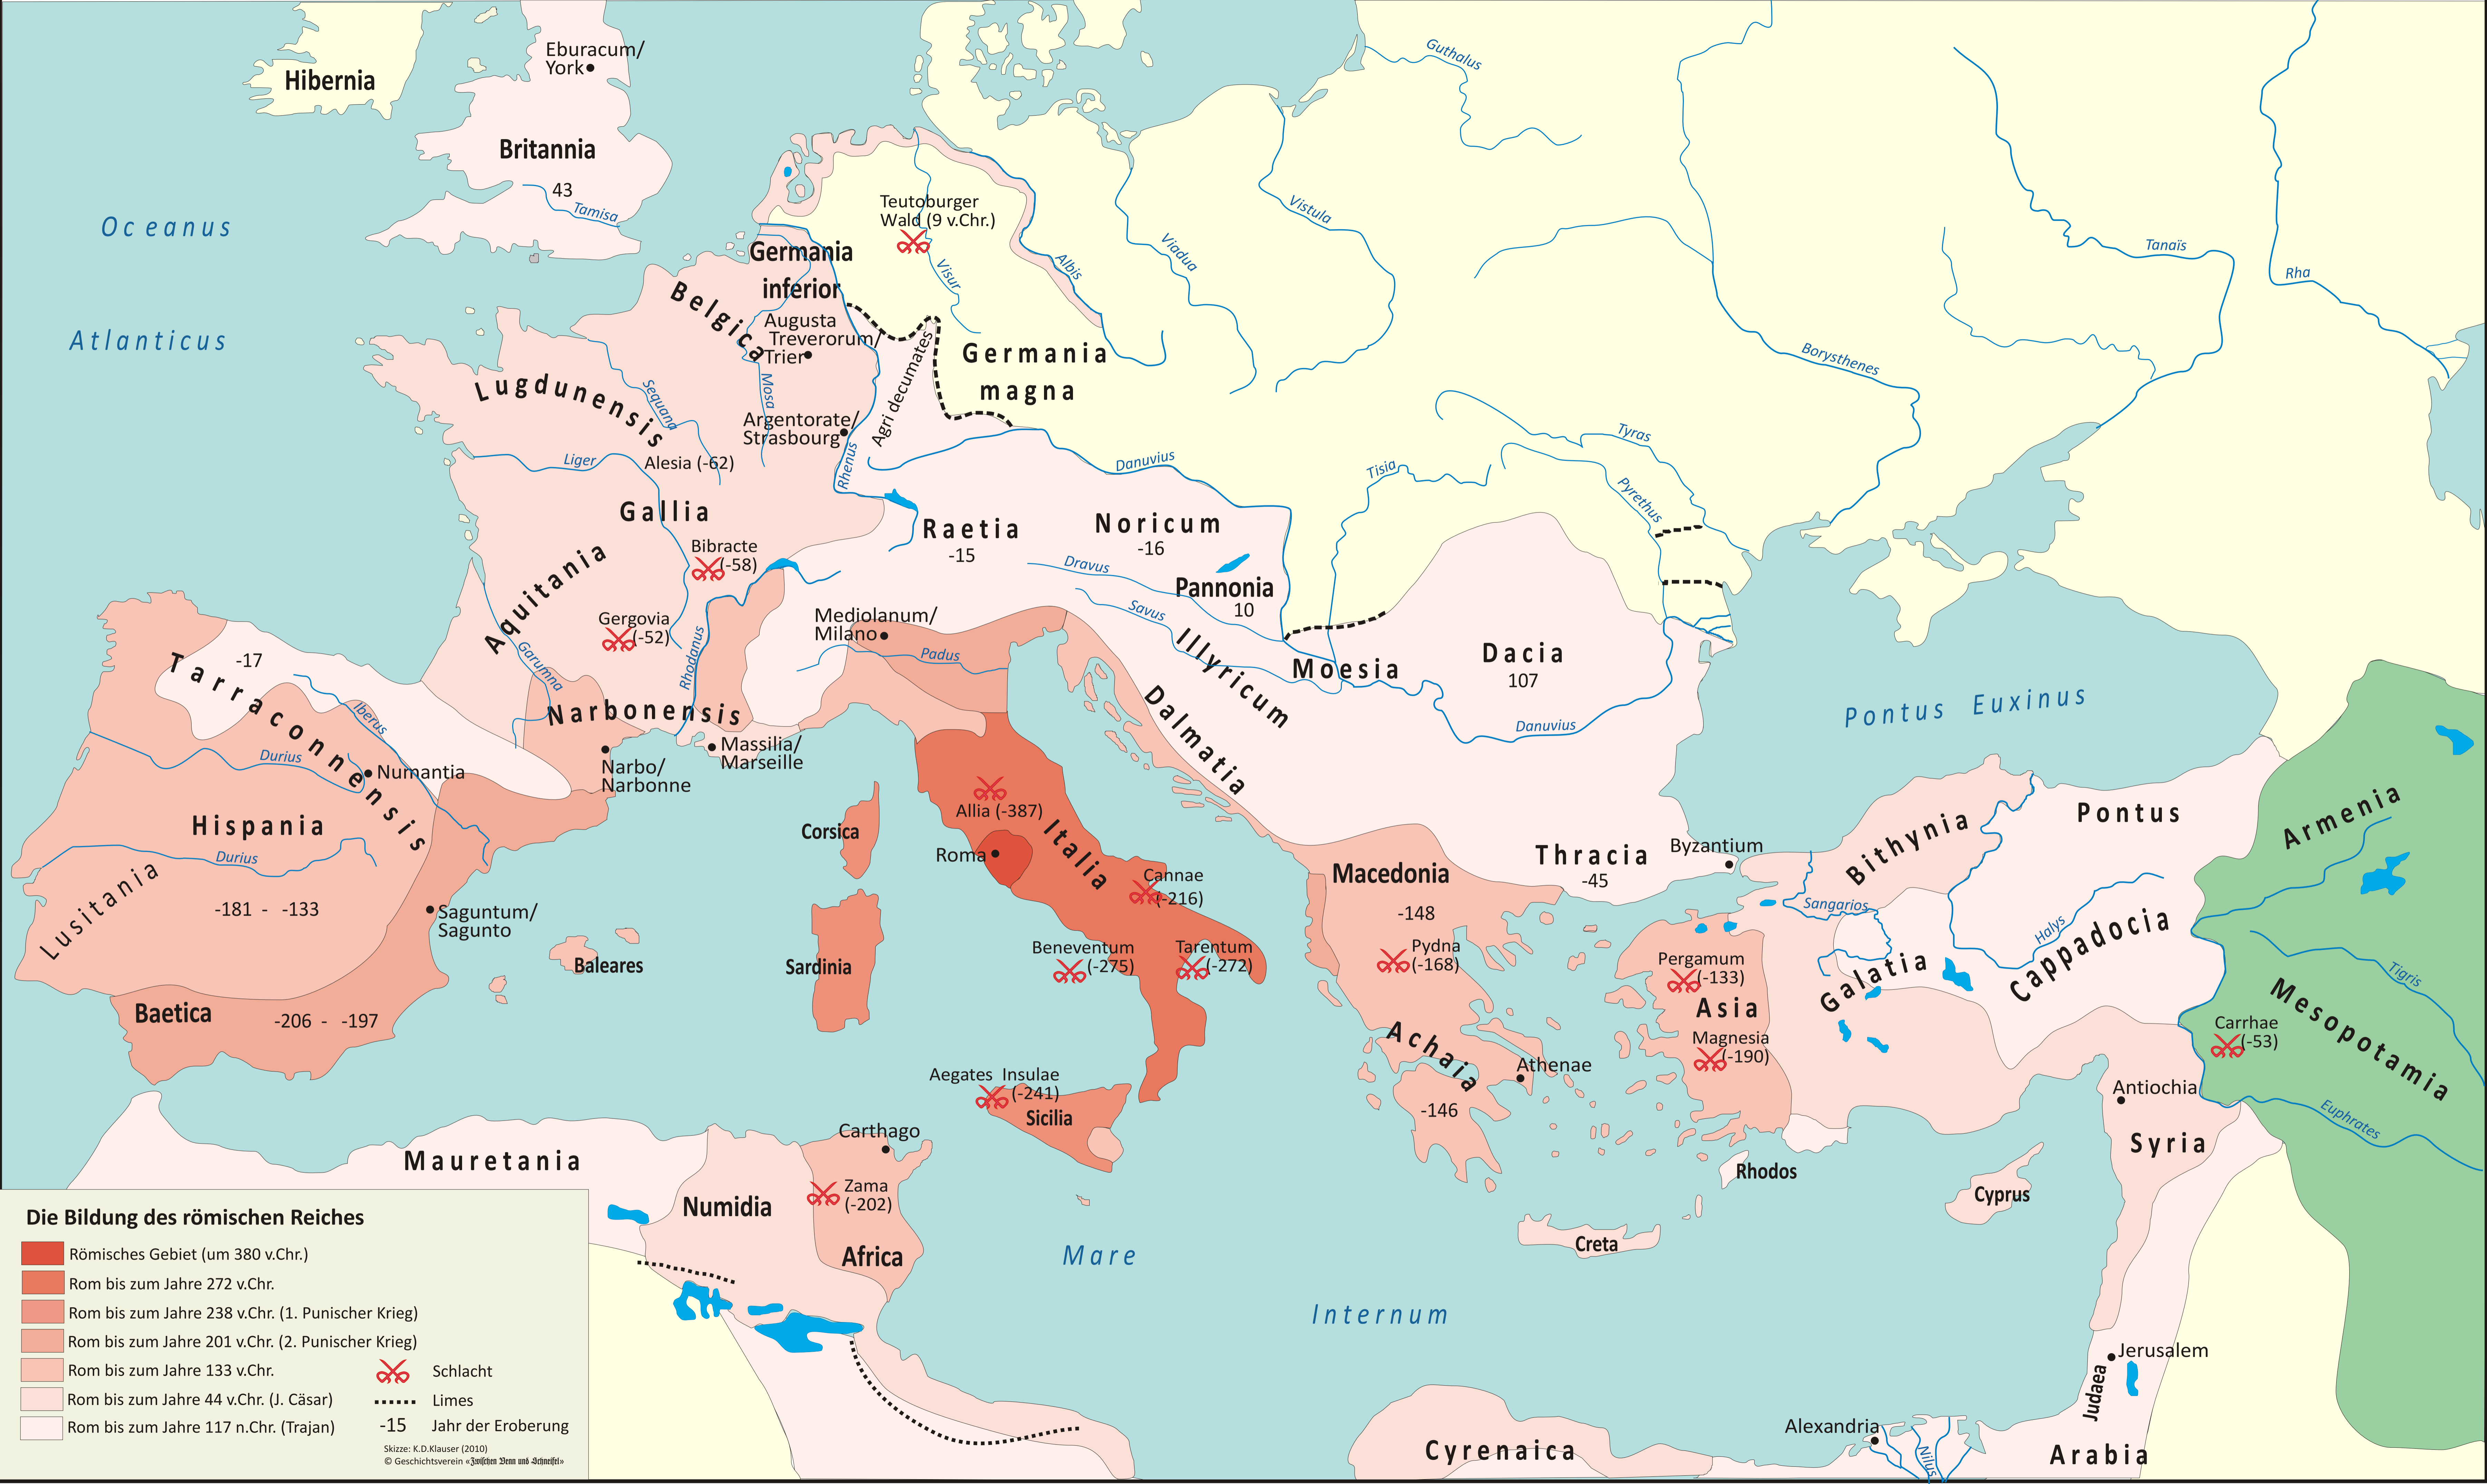 Hibernia
Eburacum/
York
Britannia
43
Tamisa
Oceanus
Atlanticus
Guthalus
Teutoburger
Wald (9 v.Chr.)
Visur
Albis
Viadua
Vistula
Tanaïs
Rha
Borysthenes
Germania
inferior
Belgica
Augusta
Treverorum/
Trier
Mosa
Germania
magna
Agri decumates
Lugdunensis
Sequana
Argentorate/
Strasbourg
Rhenus
Liger
Alesia (-62)
Danuvius
Tisia
Tyras
Pyrethus
Gallia
Raetia
-15
Noricum
-16
Bibracte
(-58)
Aquitania
Dravus
Pannonia
10
Savus
Gergovia
(-52)
Garumna
Rhodanus
Mediolanum/
Milano
Padus
Illyricum
Moesia
Dacia
107
Danuvius
Pontus Euxinus
Tarraconnensis
-17
Iberus
Narbonensis
Dalmatia
Massilia/
Marseille
Narbo/
Narbonne
Durius
Numantia
Hispania
Durius
Lusitania
-181 - -133
Saguntum/
Sagunto
Baleares
Baetica
-206 - -197
Corsica
Sardinia
Allia (-387)
Roma
Italia
Cannae
(-216)
Beneventum
(-275)
Tarentum
(-272)
Aegates Insulae
(-241)
Sicilia
Macedonia
-148
Pydna
(-168)
Achaia
-146
Athenae
Thracia
-45
Byzantium
Bithynia
Pontus
Armenia
Sangarios
Halys
Cappadocia
Galatia
Pergamum
(-133)
Asia
Magnesia
(-190)
Tigris
Mesopotamia
Carrhae
(-53)
Euphrates
Antiochia
Syria
Rhodos
Cyprus
Creta
Mauretania
Numidia
Carthago
Zama
(-202)
Africa
Mare
Internum
Cyrenaica
Alexandria
Nilus
Jerusalem
Judaea
Arabia
Die Bildung des römischen Reiches
Römisches Gebiet (um 380 v.Chr.)
Rom bis zum Jahre 272 v.Chr.
Rom bis zum Jahre 238 v.Chr. (1. Punischer Krieg)
Rom bis zum Jahre 201 v.Chr. (2. Punischer Krieg)
Rom bis zum Jahre 133 v.Chr.
Rom bis zum Jahre 44 v.Chr. (J. Cäsar)
Rom bis zum Jahre 117 n.Chr. (Trajan)
Schlacht
Limes
-15 Jahr der Eroberung
Skizze: K.D.Klauser (2010)
© Geschichtsverein «Zwischen Venn und Schneifel»